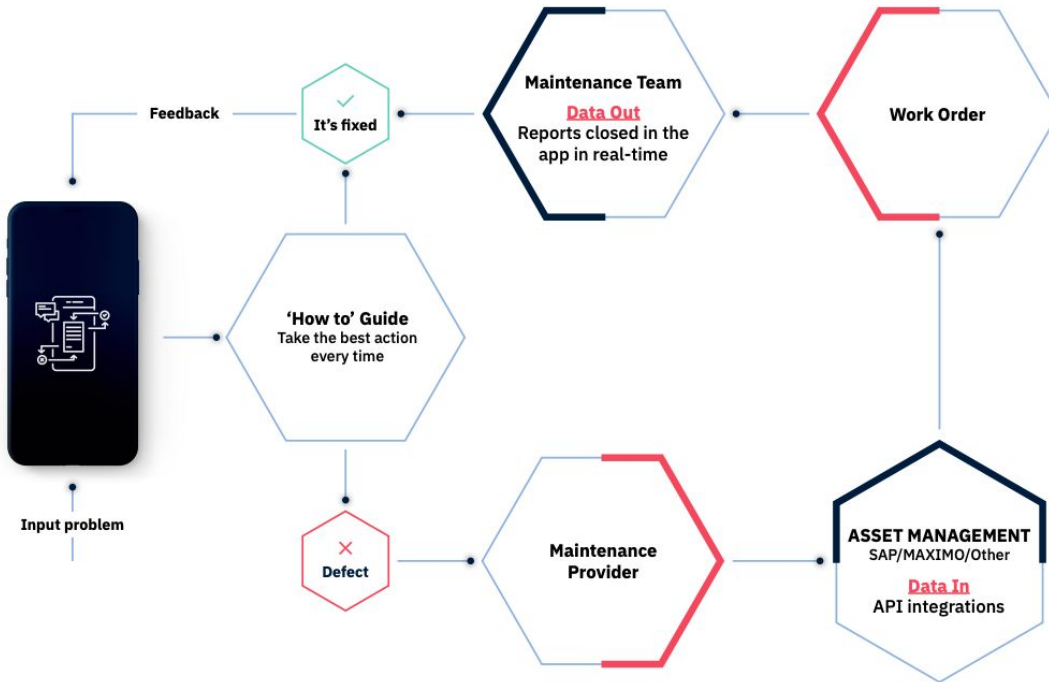 Maintenance Team
Data Out
Reports closed in the
app in real-time
Work Order
Feedback
It's fixed
‘How to’ Guide
Take the best action
every time
Input problem
Defect
Maintenance
Provider
ASSET MANAGEMENT
SAP/MAXIMO/Other
Data In
API integrations